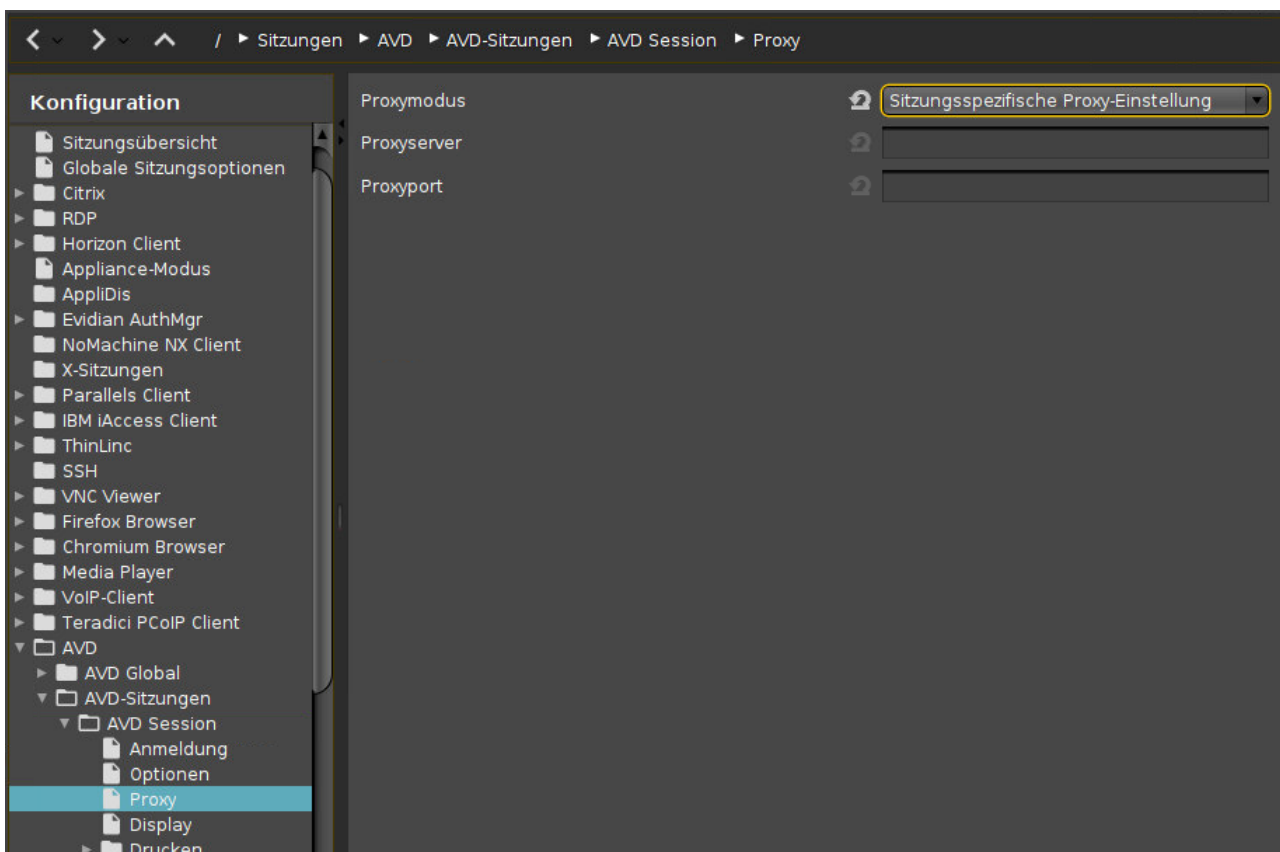 / Sitzungen AVD AVD-Sitzungen AVD Session Proxy
Konfiguration
Sitzungsübersicht
Globale Sitzungsoptionen
Citrix
RDP
Horizon Client
Appliance-Modus
AppliDis
Evidian AuthMgr
NoMachine NX Client
X-Sitzungen
Parallels Client
IBM iAccess Client
ThinLinc
SSH
VNC Viewer
Firefox Browser
Chromium Browser
Media Player
VoIP-Client
Teradici PCoIP Client
AVD
AVD Global
AVD-Sitzungen
AVD Session
Anmeldung
Optionen
Proxy
Display
Drucken
Proxymodus Sitzungsspezifische Proxy-Einstellung
Proxyserver
Proxyport